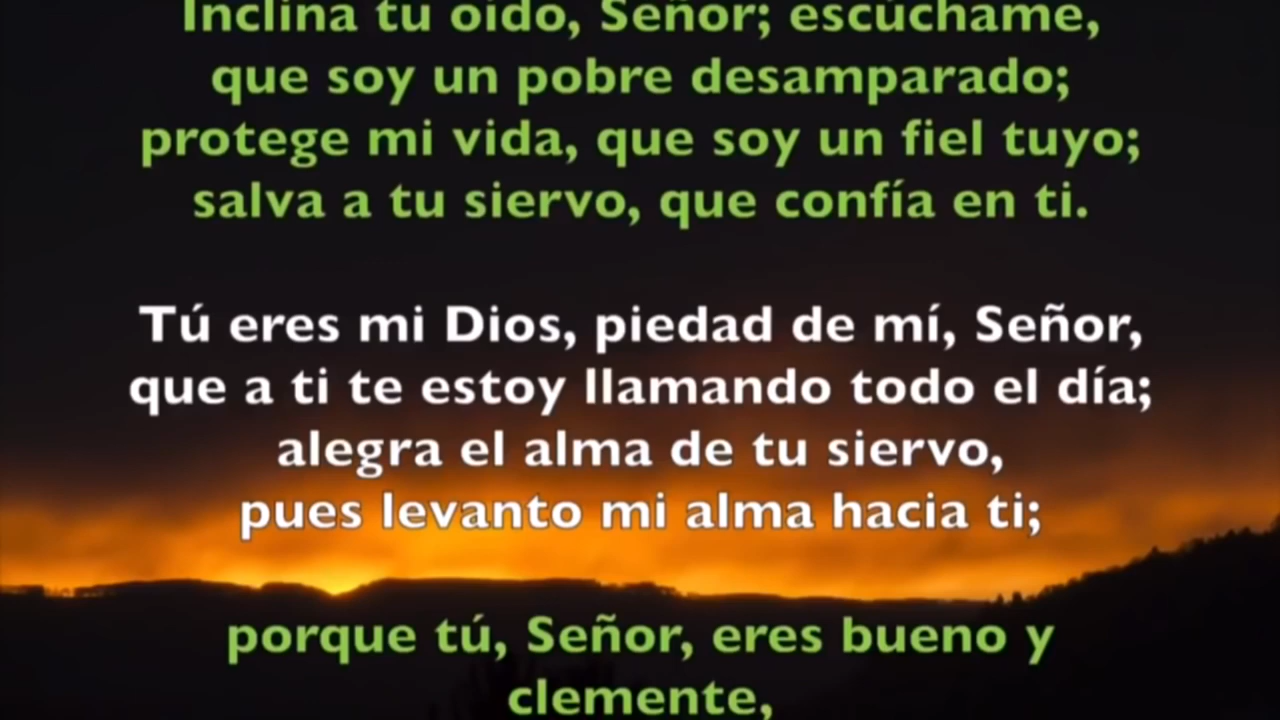 Inclina tu oído, Señor; escúchame,
que soy un pobre desamparado;
protege mi vida, que soy un fiel tuyo;
salva a tu siervo, que confía en ti.
Tú eres mi Dios, piedad de mí, Señor,
que a ti te estoy llamando todo el día;
alegra el alma de tu siervo,
pues levanto mi alma hacia ti;
porque tú, Señor, eres bueno y
clemente,